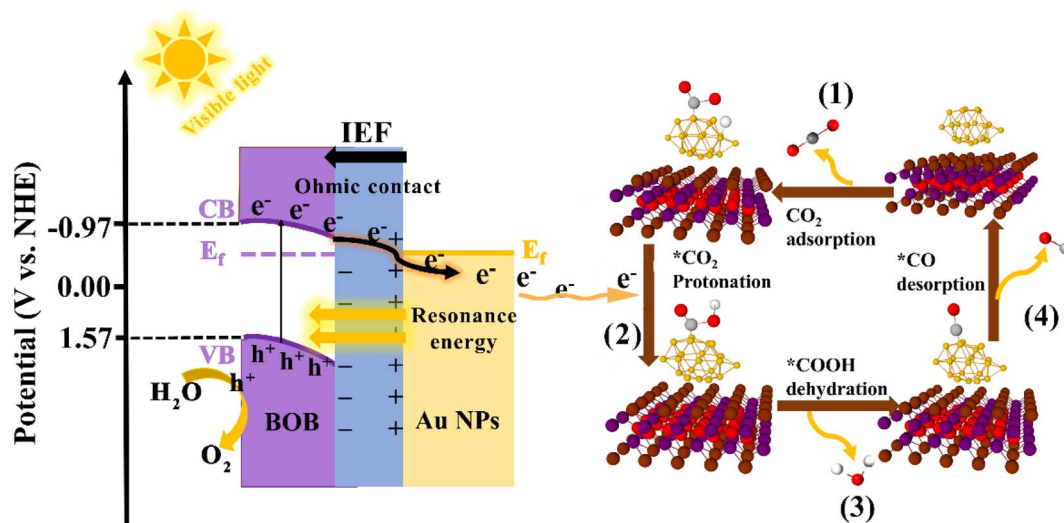 Visible light
Potential (V vs. NHE)
-0.97
0.00
1.57
IEF
Ohmic contact
CB
e⁻ e⁻ e⁻ e⁻ e⁻ e⁻
E_f
E_f
e⁻ e⁻ e⁻
Resonance
energy
VB
h⁺ h⁺ h⁺
h⁺
H₂O
O₂
BOB
Au NPs
− − − − − −
+ + + + + + +
(1)
CO₂
adsorption
*CO₂
Protonation
(2)
*COOH
dehydration
(3)
*CO
desorption
(4)